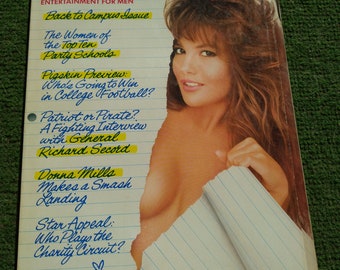 ENTERTAINMENT FOR MEN
Back to Campus Issue
The Women of
the Top Ten
Party Schools
Pigskin Preview:
Who's Going to Win
in College Football?
Patriot or Pirate?
A Fighting Interview
with General
Richard Secord
Donna Mills
Makes a Smash
Landing
Star Appeal:
Who Plays the
Charity Circuit?